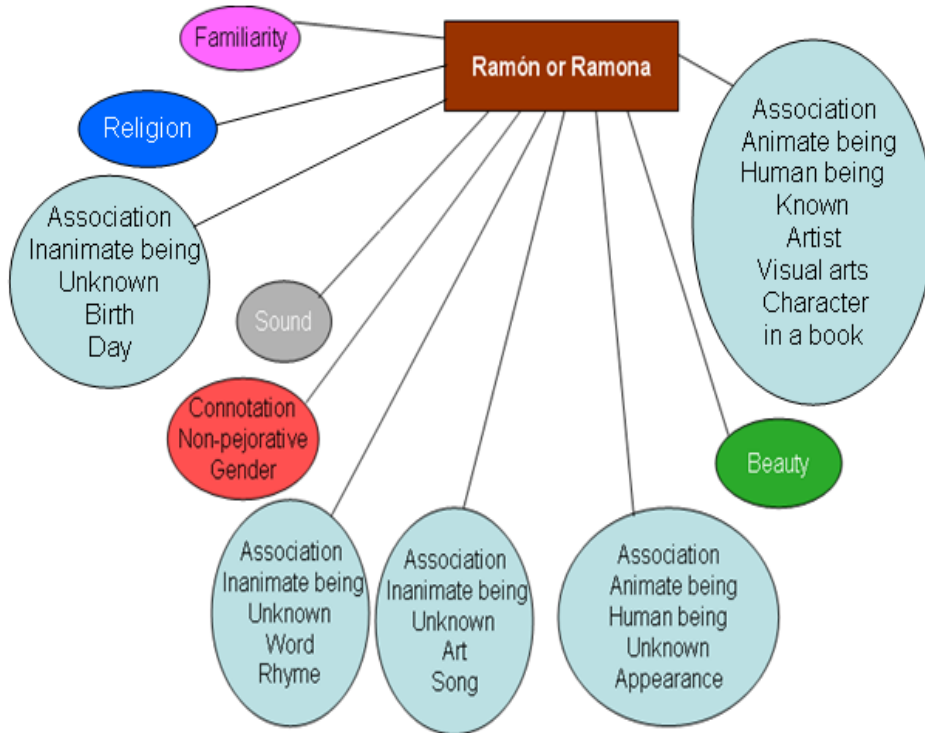 Familiarity
Ramón or Ramona
Religion
Association
Inanimate being
Unknown
Birth
Day
Sound
Connotation
Non-pejorative
Gender
Association
Inanimate being
Unknown
Word
Rhyme
Association
Inanimate being
Unknown
Art
Song
Association
Animate being
Human being
Unknown
Appearance
Beauty
Association
Animate being
Human being
Known
Artist
Visual arts
Character
in a book